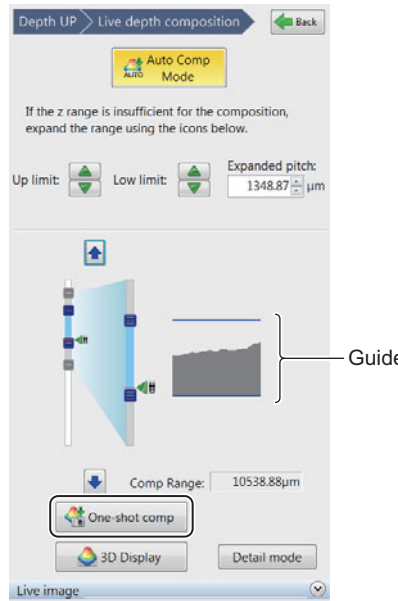 Depth UP > Live depth composition
Back
AUTO
Auto Comp
Mode
If the z range is insufficient for the composition,
expand the range using the icons below.
Up limit:
Low limit:
Expanded pitch:
1348.87 μm
Guide
Comp Range: 10538.88μm
One-shot comp
3D Display
Detail mode
Live image